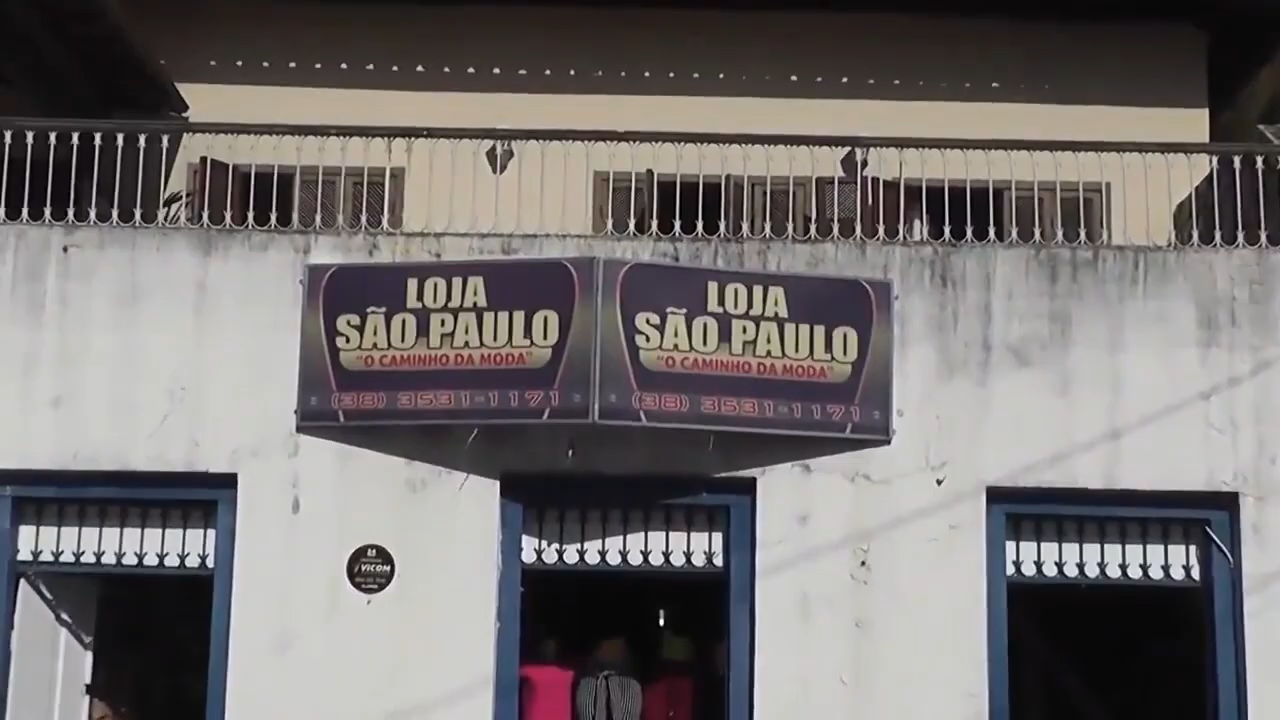 LOJA
SÃO PAULO
"O CAMINHO DA MODA"
(38) 3531-1171
LOJA
SÃO PAULO
"O CAMINHO DA MODA"
(38) 3531-1171
VICOM